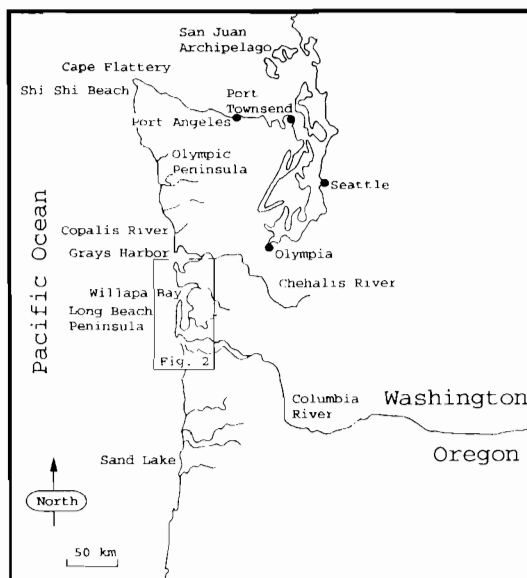 San Juan
Archipelago
Cape Flattery
Shi Shi Beach
Port
Townsend
Port Angeles
Olympic
Peninsula
Seattle
Copalis River
Grays Harbor
Olympia
Chehalis River
Willapa Bay
Long Beach
Peninsula
Fig. 2
Pacific Ocean
Columbia
River
Washington
Oregon
Sand Lake
North
50 km